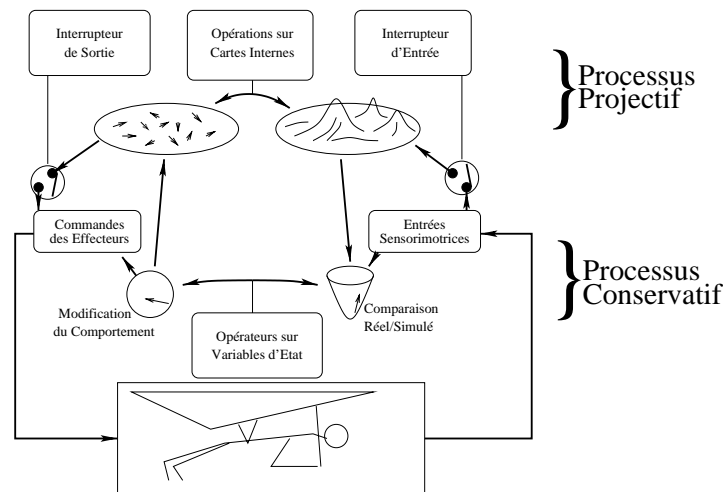 Interrupteur
de Sortie
Opérations sur
Cartes Internes
Interrupteur
d'Entrée
Processus
Projectif
Commandes
des Effecteurs
Entrées
Sensorimotrices
Processus
Conservatif
Modification
du Comportement
Comparaison
Réel/Simulé
Opérateurs sur
Variables d'Etat